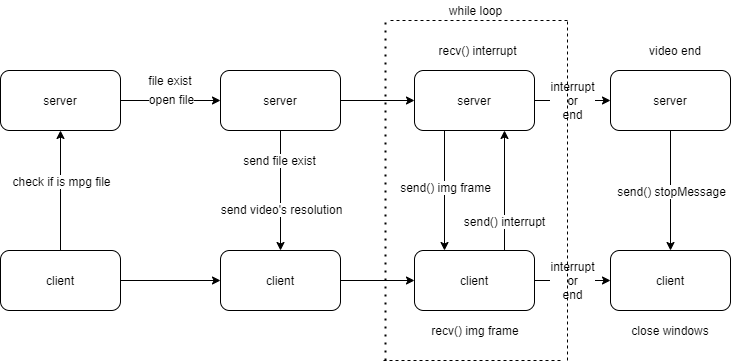 while loop
recv() interrupt
video end
file exist
open file
server
server
server
interrupt
or
end
server
send file exist
check if is mpg file
send() img frame
send() stopMessage
send video's resolution
send() interrupt
client
client
client
interrupt
or
end
client
recv() img frame
close windows